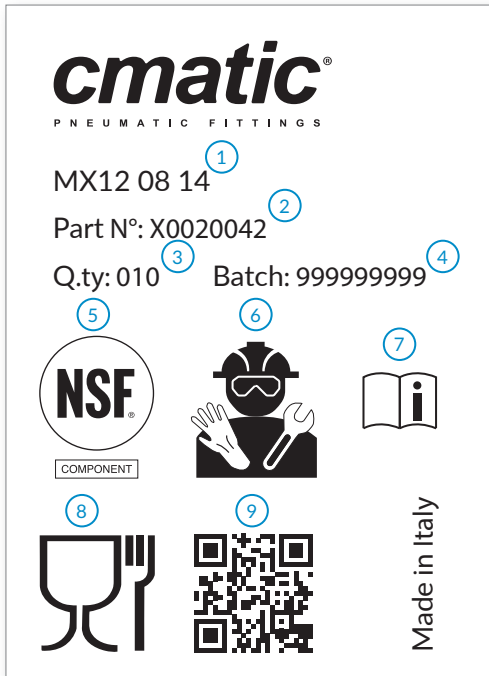 cmatic®
PNEUMATIC FITTINGS
MX12 08 14 1
Part N°: X0020042 2
Q.ty: 010 3 Batch: 999999999 4
5 6 7
NSF®
i
COMPONENT
8 9
Made in Italy